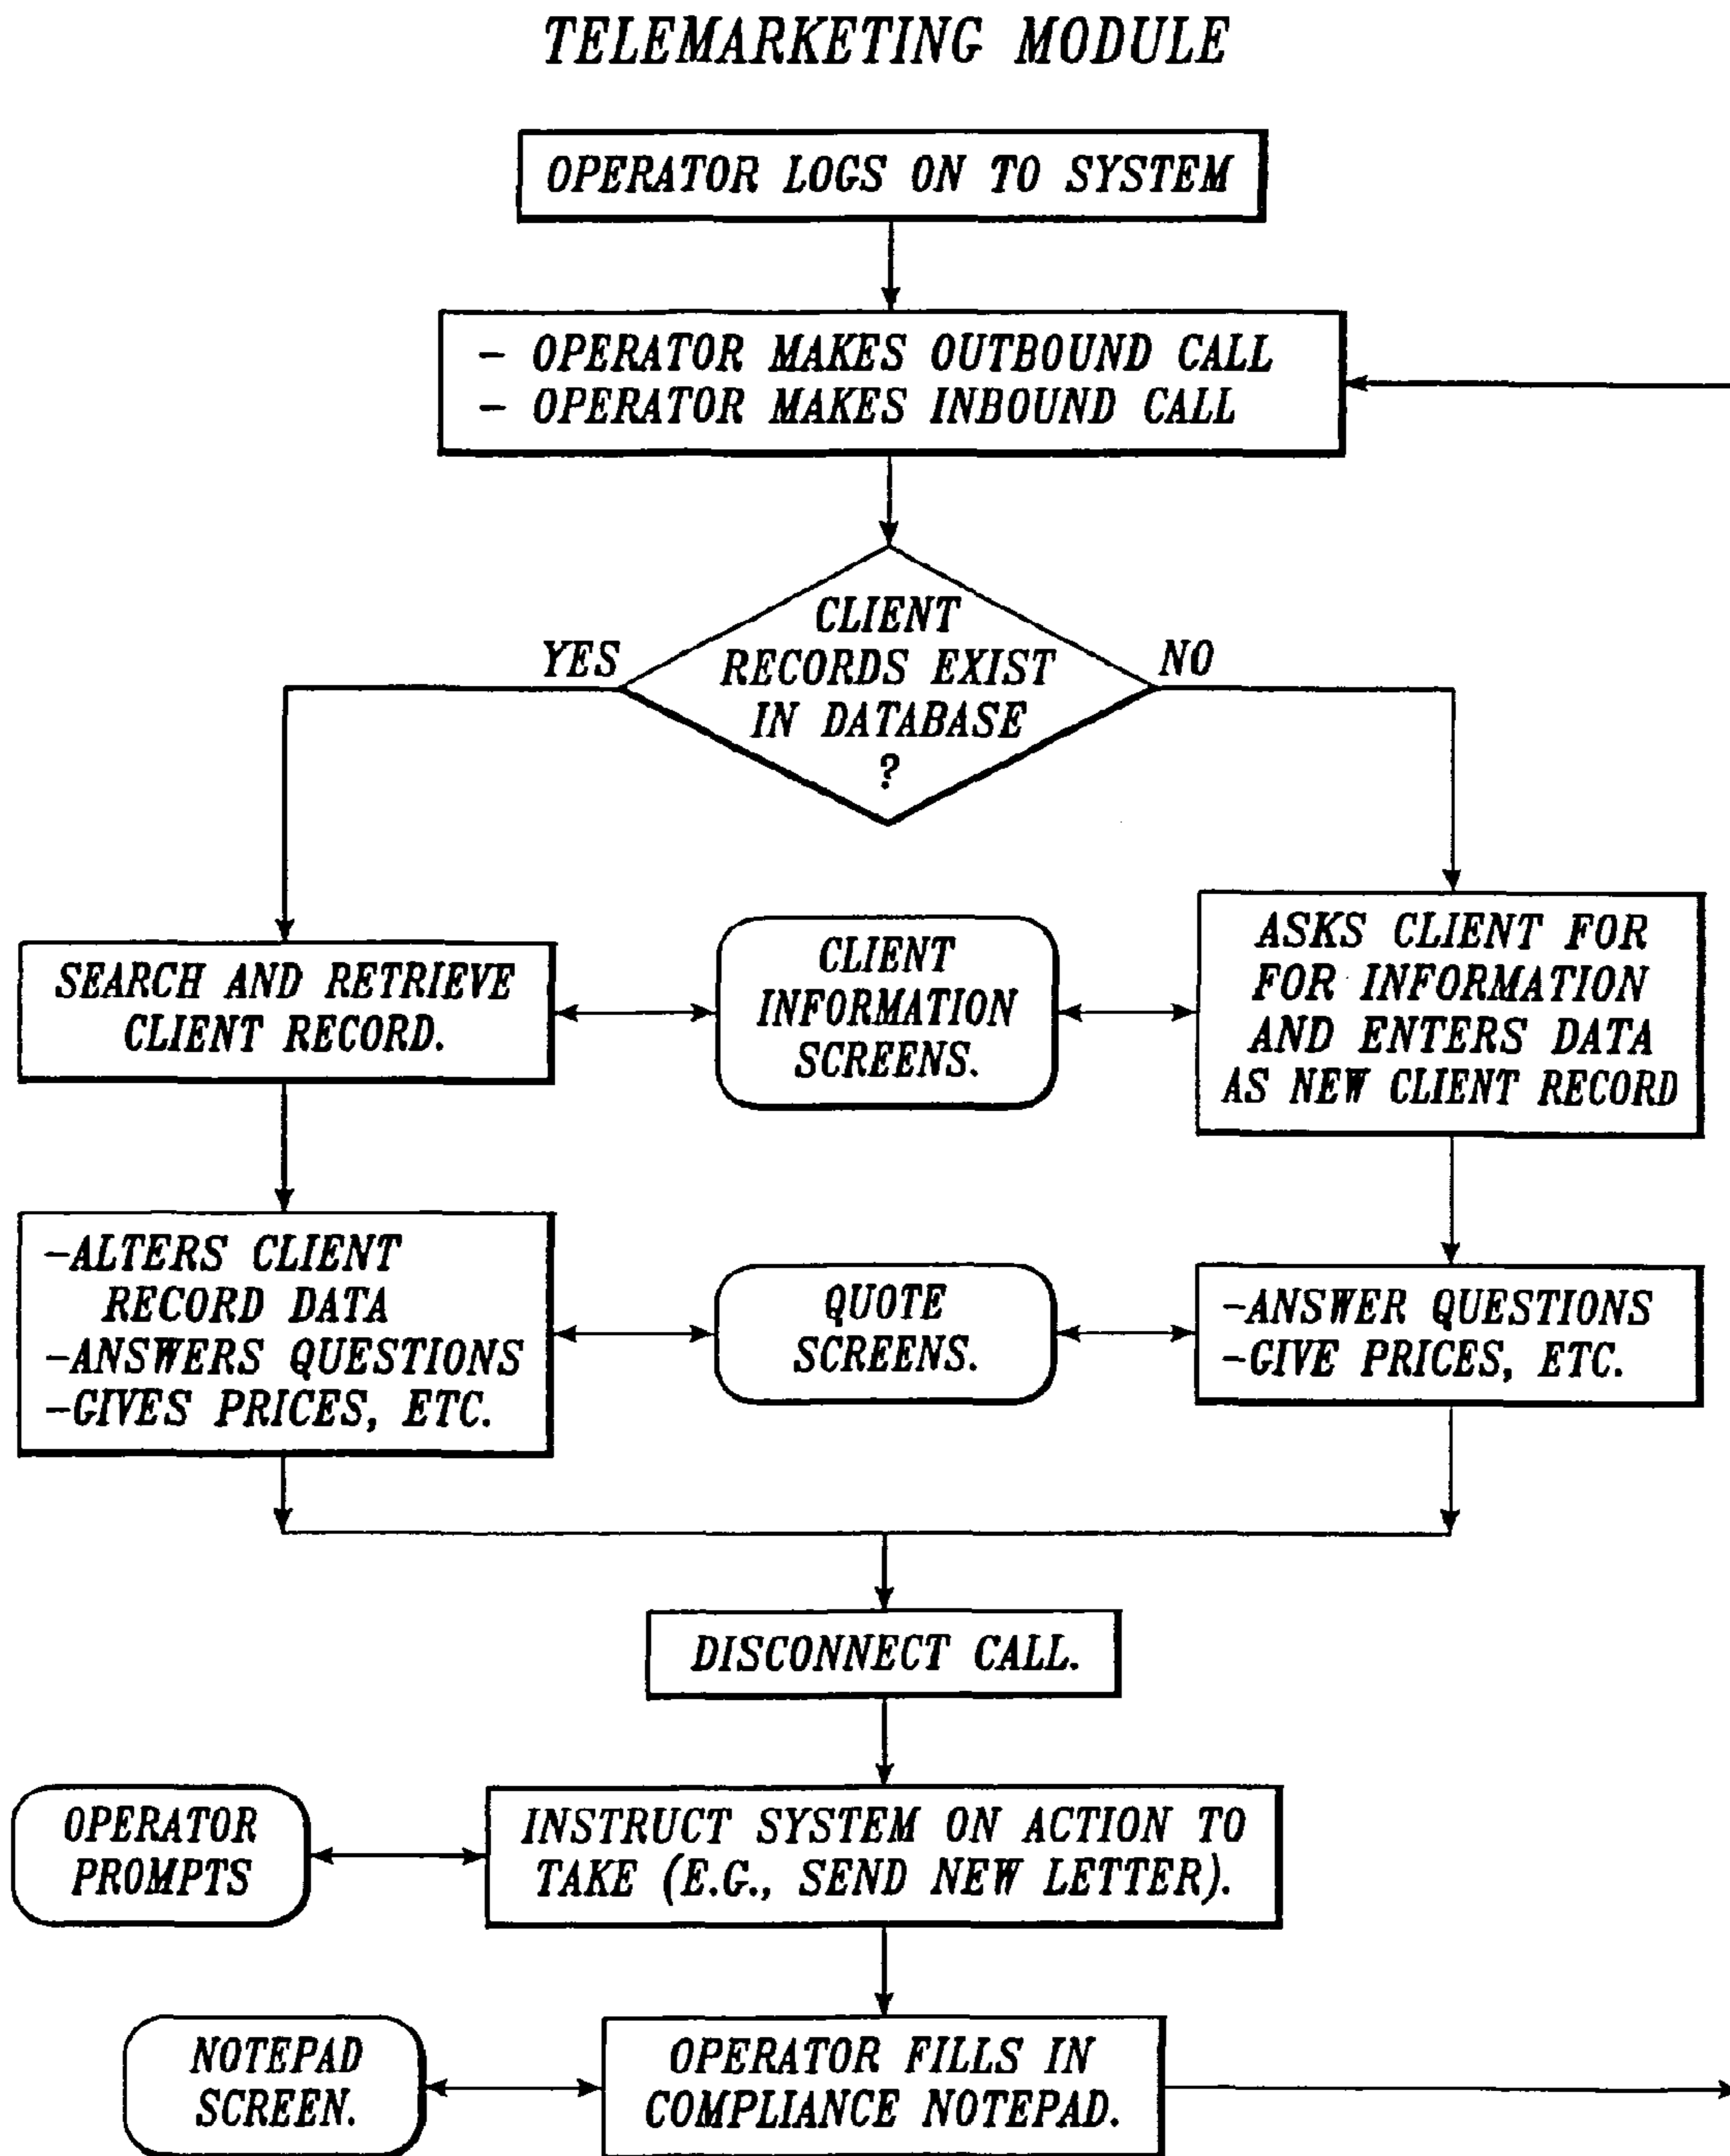 TELEMARKETING MODULE
OPERATOR LOGS ON TO SYSTEM
- OPERATOR MAKES OUTBOUND CALL
- OPERATOR MAKES INBOUND CALL
CLIENT
RECORDS EXIST
IN DATABASE
?
YES
NO
SEARCH AND RETRIEVE
CLIENT RECORD.
CLIENT
INFORMATION
SCREENS.
ASKS CLIENT FOR
FOR INFORMATION
AND ENTERS DATA
AS NEW CLIENT RECORD
-ALTERS CLIENT
RECORD DATA
-ANSWERS QUESTIONS
-GIVES PRICES, ETC.
QUOTE
SCREENS.
-ANSWER QUESTIONS
-GIVE PRICES, ETC.
DISCONNECT CALL.
OPERATOR
PROMPTS
INSTRUCT SYSTEM ON ACTION TO
TAKE (E.G., SEND NEW LETTER).
NOTEPAD
SCREEN.
OPERATOR FILLS IN
COMPLIANCE NOTEPAD.